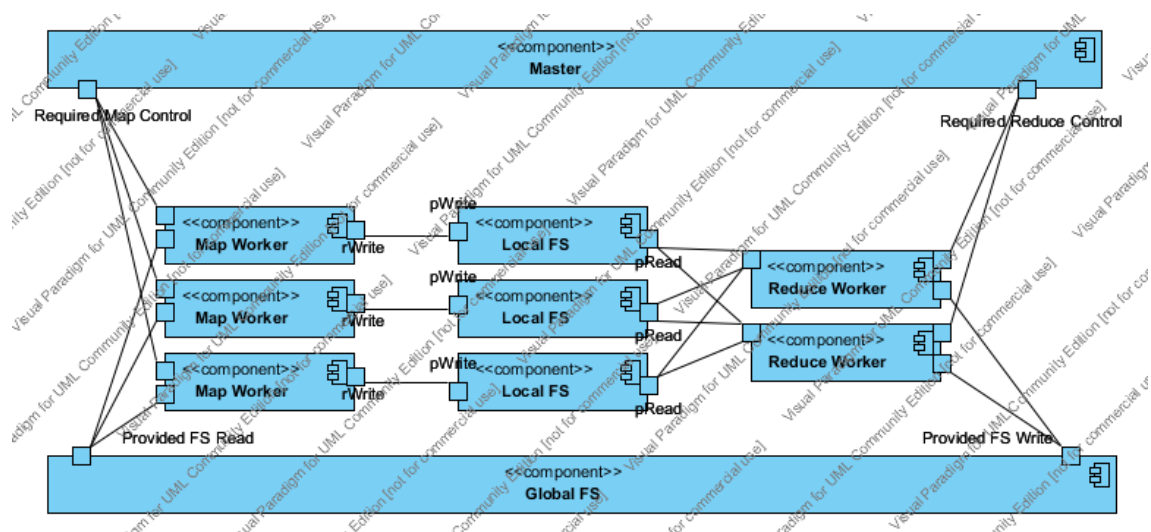 <<component>>
Master
Required Map Control
Required Reduce Control
<<component>>
Map Worker
rWrite
pWrite
<<component>>
Local FS
pRead
<<component>>
Reduce Worker
<<component>>
Map Worker
rWrite
pWrite
<<component>>
Local FS
pRead
<<component>>
Reduce Worker
<<component>>
Map Worker
rWrite
pWrite
<<component>>
Local FS
pRead
Provided FS Read
Provided FS Write
<<component>>
Global FS
Visual Paradigm for UML Community Edition [not for commercial use]